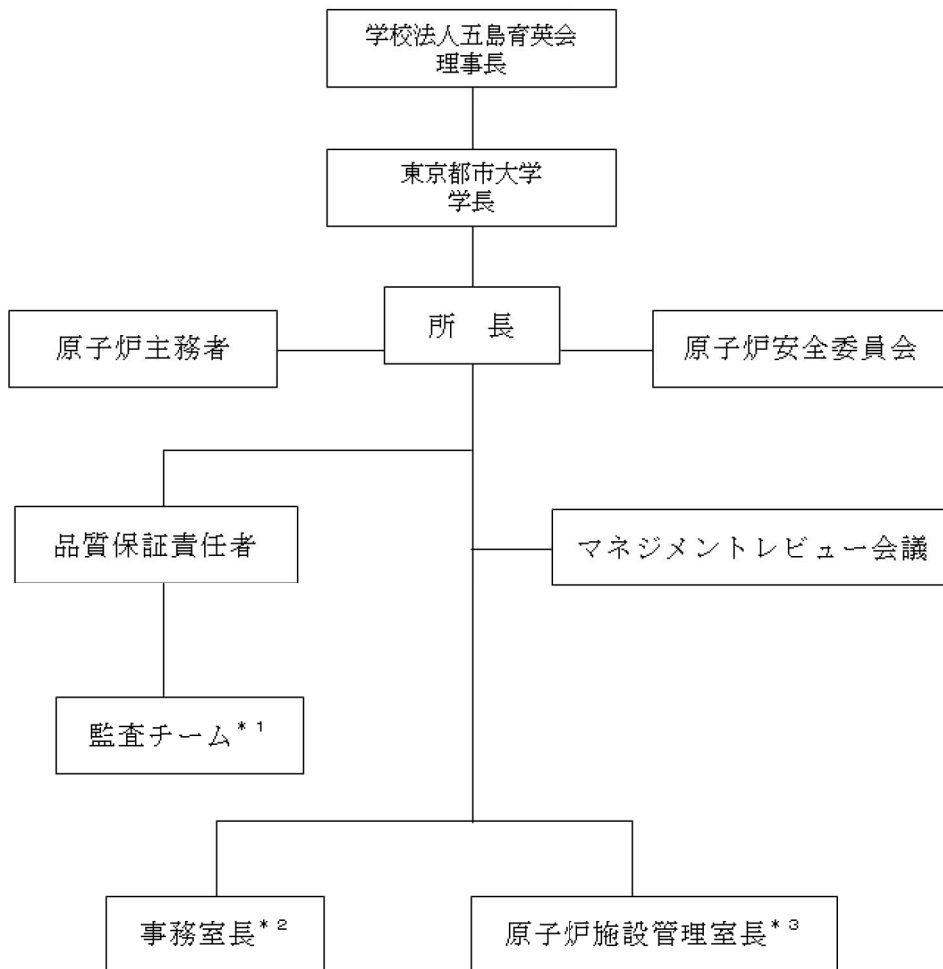 学校法人五島育英会
理事長
東京都市大学
学長
所　長
原子炉主務者
原子炉安全委員会
品質保証責任者
マネジメントレビュー会議
監査チーム*1
事務室長*2
原子炉施設管理室長*3